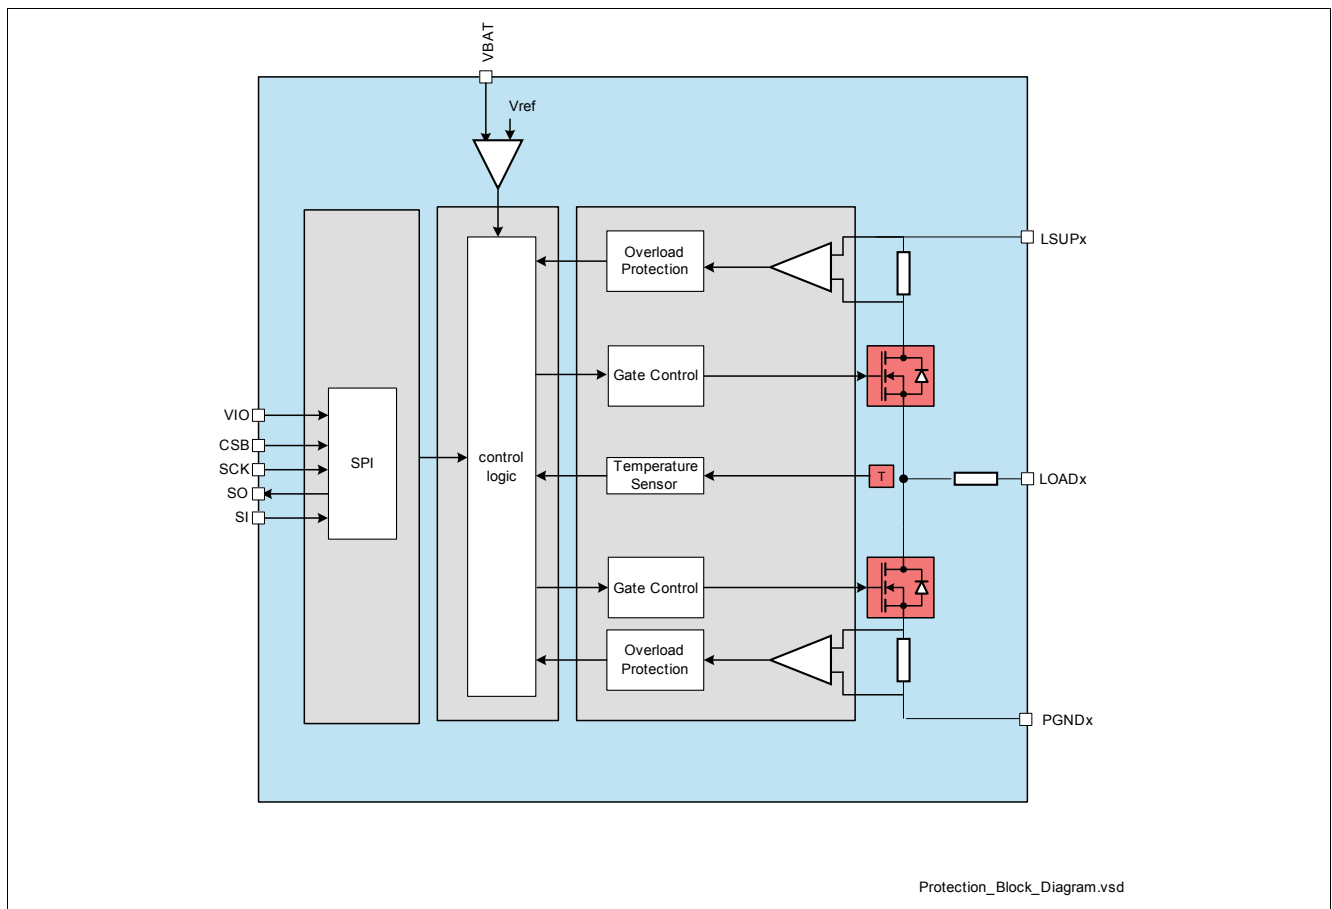 VBAT
Vref
Overload
Protection
LSUPx
Gate Control
VIO
CSB
SCK
SO
SI
SPI
control
logic
Temperature
Sensor
T
LOADx
Gate Control
Overload
Protection
PGNDx
Protection_Block_Diagram.vsd